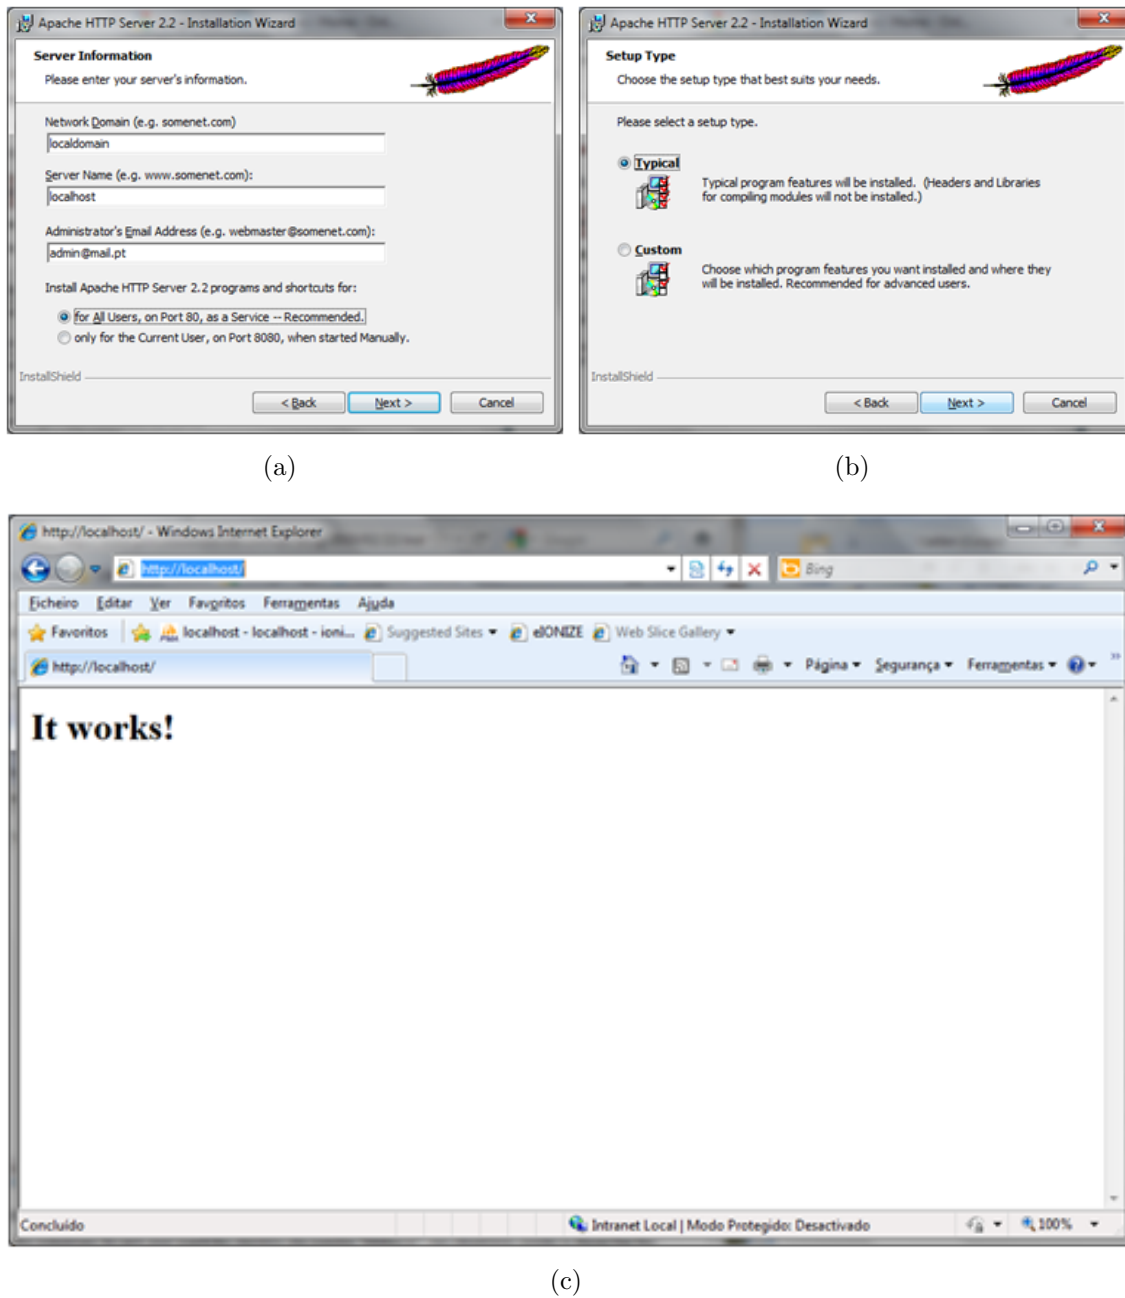 Apache HTTP Server 2.2 - Installation Wizard
Server Information
Please enter your server's information.
Network Domain (e.g. somenet.com)
localdomain
Server Name (e.g. www.somenet.com):
localhost
Administrator's Email Address (e.g. webmaster@somenet.com):
admin@mail.pt
Install Apache HTTP Server 2.2 programs and shortcuts for:
for All Users, on Port 80, as a Service -- Recommended.
only for the Current User, on Port 8080, when started Manually.
InstallShield
< Back Next > Cancel
(a)
Apache HTTP Server 2.2 - Installation Wizard
Setup Type
Choose the setup type that best suits your needs.
Please select a setup type.
Typical
Typical program features will be installed. (Headers and Libraries
for compiling modules will not be installed.)
Custom
Choose which program features you want installed and where they
will be installed. Recommended for advanced users.
InstallShield
< Back Next > Cancel
(b)
http://localhost/ - Windows Internet Explorer
http://localhost/ Bing
Ficheiro Editar Ver Favoritos Ferramentas Ajuda
Favoritos localhost - localhost - ioni... Suggested Sites eIONIZE Web Slice Gallery
http://localhost/ Página Segurança Ferramentas
It works!
Concluído Intranet Local | Modo Protegido: Desactivado 100%
(c)